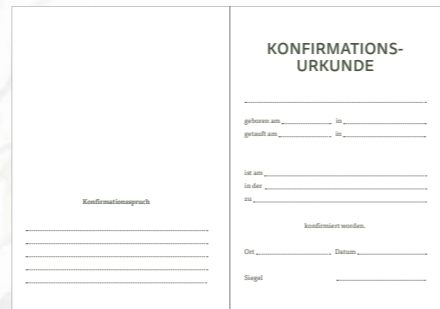 Konfirmationsspruch
KONFIRMATIONS-
URKUNDE
geboren am in
getauft am in
ist am
in der
zu
konfirmiert worden.
Ort Datum
Siegel